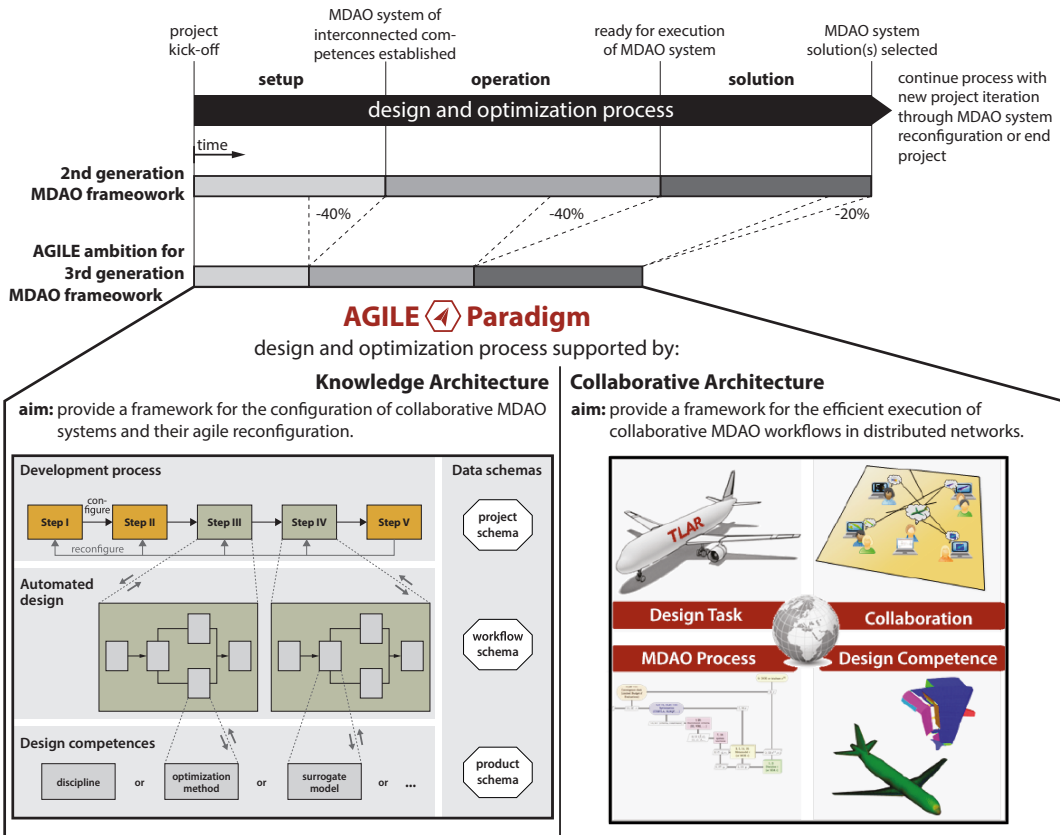 project
kick-off
MDAO system of
interconnected com-
petences established
ready for execution
of MDAO system
MDAO system
solution(s) selected
setup
operation
solution
design and optimization process
continue process with
new project iteration
through MDAO system
reconfiguration or end
project
time
2nd generation
MDAO frameowork
-40%
-40%
-20%
AGILE ambition for
3rd generation
MDAO frameowork
AGILE Paradigm
design and optimization process supported by:
Knowledge Architecture
aim: provide a framework for the configuration of collaborative MDAO
systems and their agile reconfiguration.
Development process
Data schemas
Step I
con-
figure
Step II
Step III
Step IV
Step V
reconfigure
project
schema
Automated
design
workflow
schema
Design competences
discipline
or
optimization
method
or
surrogate
model
or
...
product
schema
Collaborative Architecture
aim: provide a framework for the efficient execution of
collaborative MDAO workflows in distributed networks.
TLAR
Design Task
Collaboration
MDAO Process
Design Competence